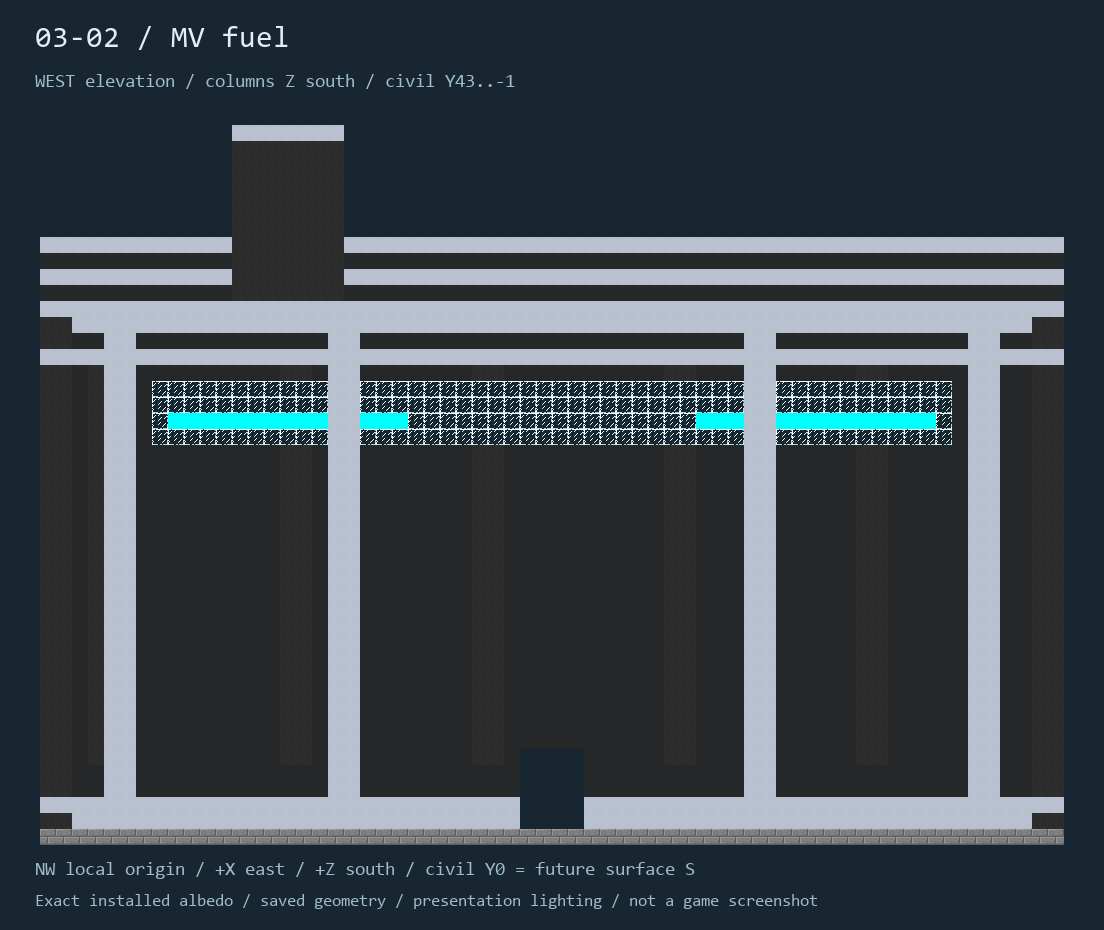 03-02 / MV fuel
WEST elevation / columns Z south / civil Y43..-1
NW local origin / +X east / +Z south / civil Y0 = future surface S
Exact installed albedo / saved geometry / presentation lighting / not a game screenshot